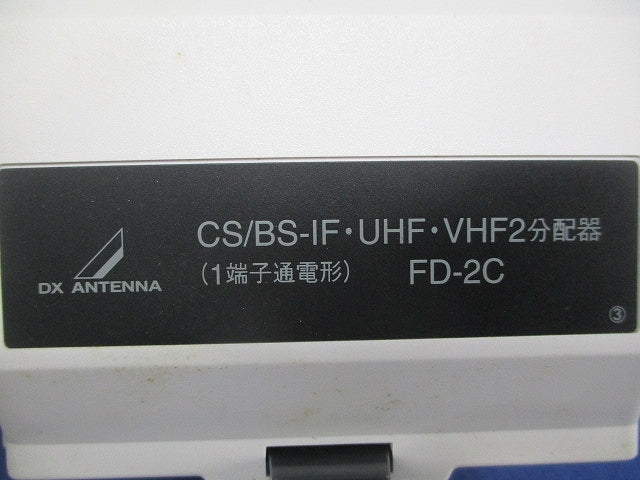 CS/BS-IF・UHF・VHF2分配器
(1端子通電形) FD-2C
DX ANTENNA
③